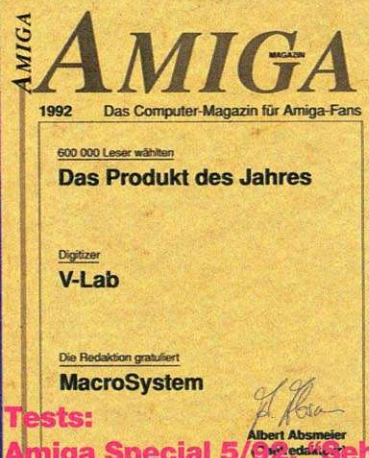 AMIGA
AMIGA
MAGAZIN
1992 Das Computer-Magazin für Amiga-Fans
600 000 Leser wählten
Das Produkt des Jahres
Digitizer
V-Lab
Die Redaktion gratuliert
MacroSystem
Albert Absmeier
Tests:
Amiga Special